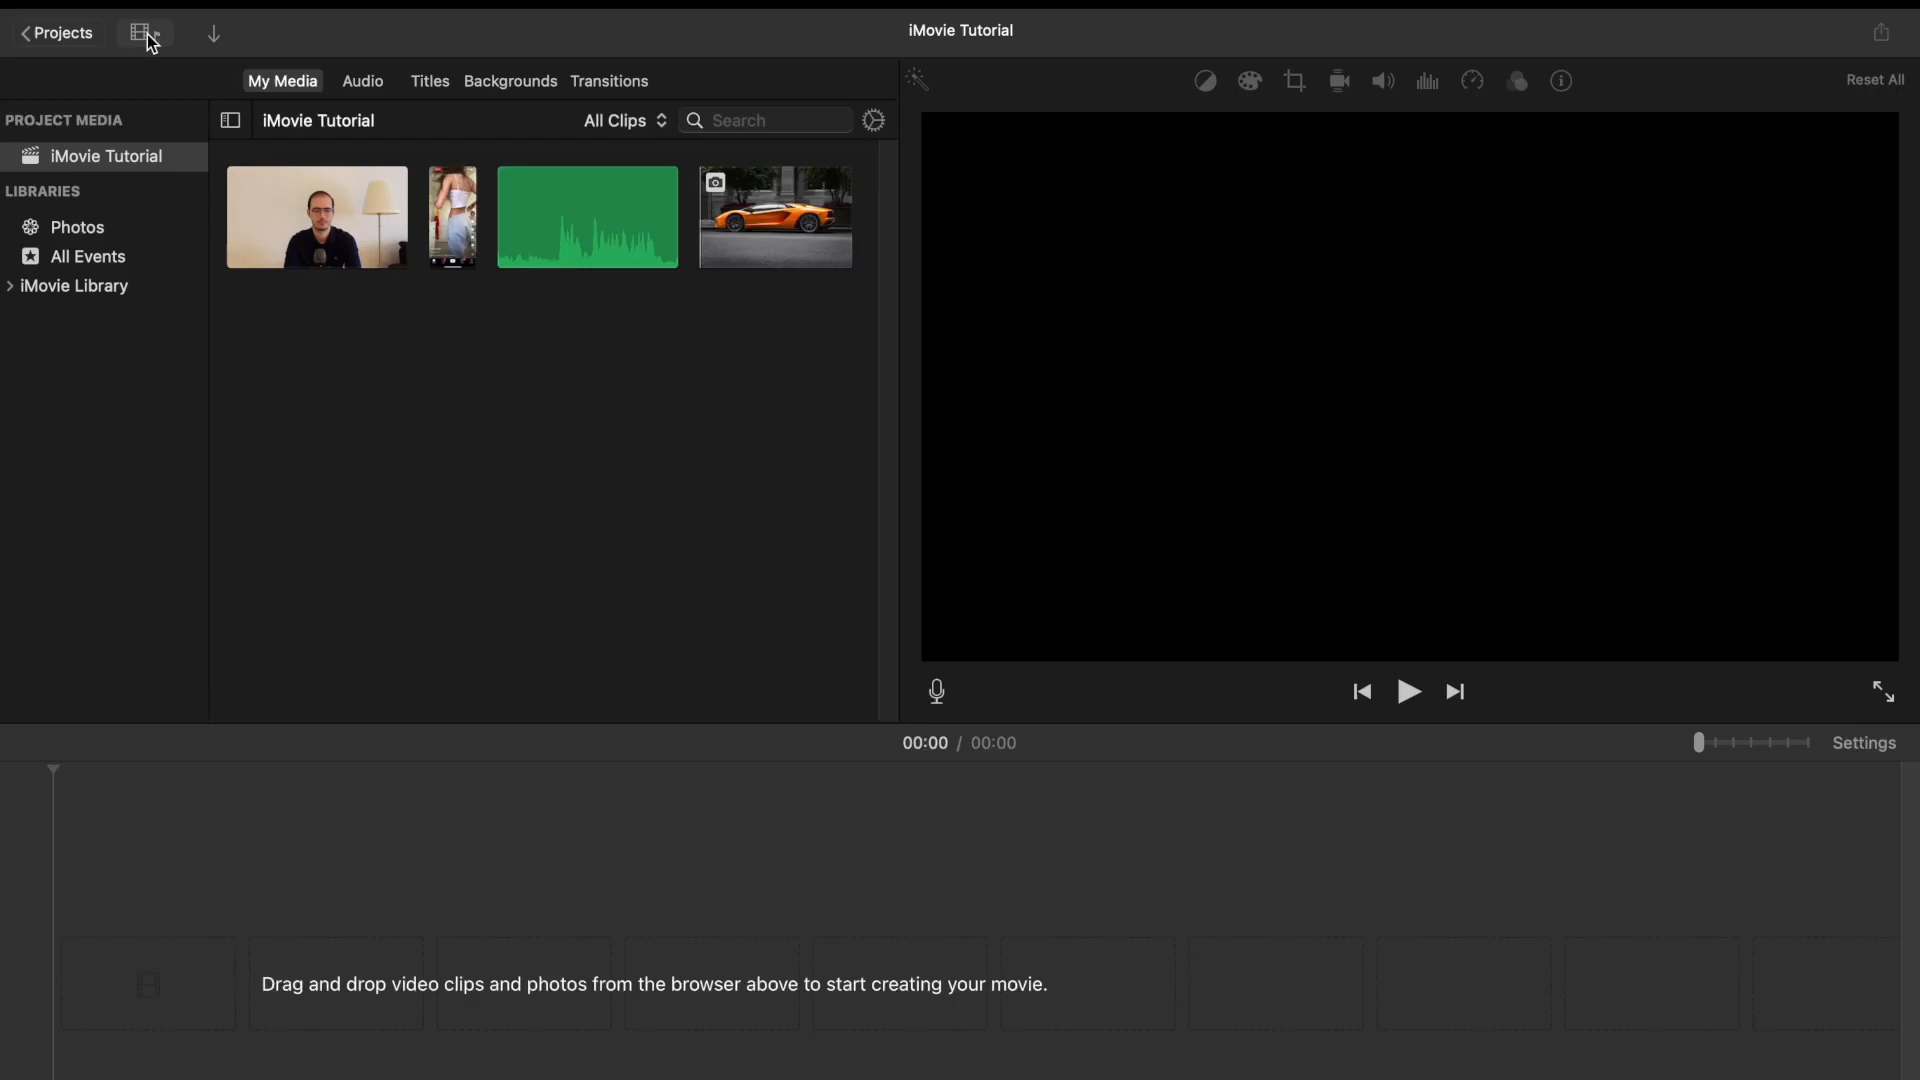 Projects
iMovie Tutorial
My Media Audio Titles Backgrounds Transitions
Reset All
PROJECT MEDIA
iMovie Tutorial
All Clips
Search
iMovie Tutorial
LIBRARIES
Photos
All Events
iMovie Library
00:00 / 00:00
Settings
Drag and drop video clips and photos from the browser above to start creating your movie.